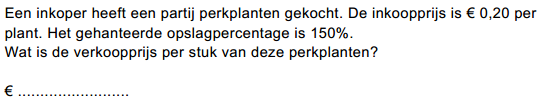 Een inkoper heeft een partij perkplanten gekocht. De inkoopprijs is € 0,20 per
plant. Het gehanteerde opslagpercentage is 150%.
Wat is de verkoopprijs per stuk van deze perkplanten?
€ .........................